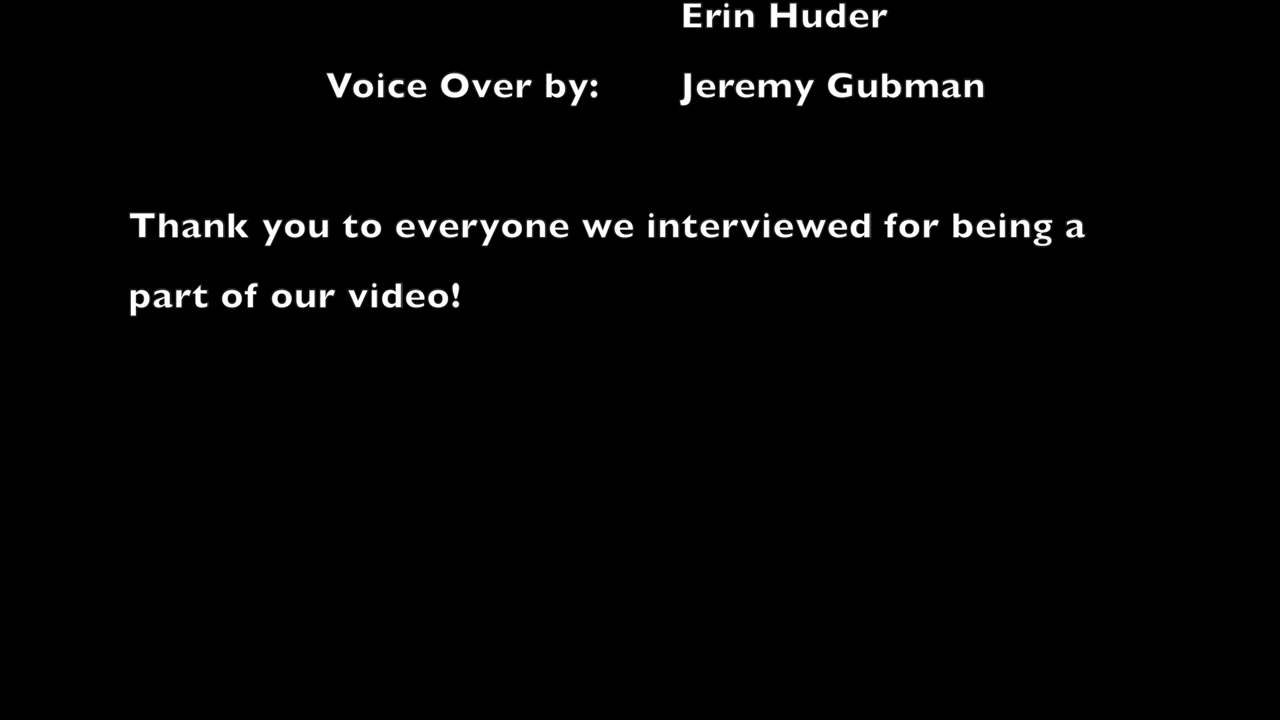 Erin Huder
Voice Over by: Jeremy Gubman
Thank you to everyone we interviewed for being a
part of our video!